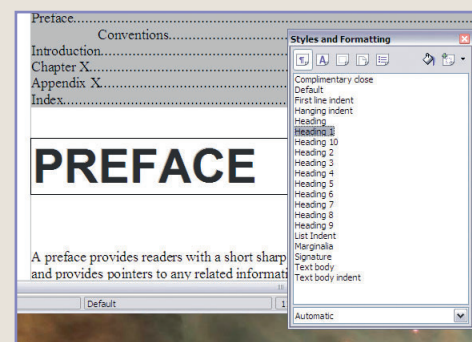 Preface
Conventions
Introduction
Chapter X
Appendix X
Index
PREFACE
A preface provides readers with a short sharp
and provides pointers to any related informati
Default
1
Styles and Formatting
Complimentary close
Default
First line indent
Hanging indent
Heading
Heading 1
Heading 10
Heading 2
Heading 3
Heading 4
Heading 5
Heading 6
Heading 7
Heading 8
Heading 9
List Indent
Marginalia
Signature
Text body
Text body indent
Automatic